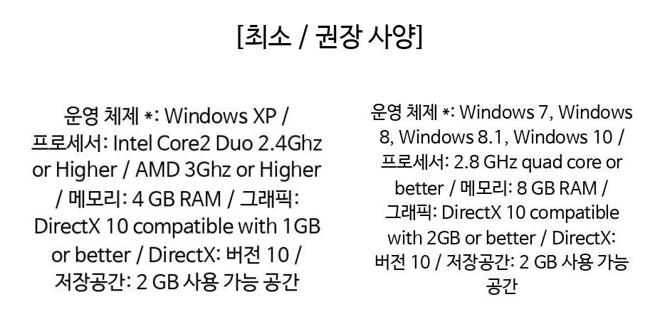 [최소 / 권장 사양]
운영 체제 *: Windows XP /
프로세서: Intel Core2 Duo 2.4Ghz
or Higher / AMD 3Ghz or Higher
/ 메모리: 4 GB RAM / 그래픽:
DirectX 10 compatible with 1GB
or better / DirectX: 버전 10 /
저장공간: 2 GB 사용 가능 공간
운영 체제 *: Windows 7, Windows
8, Windows 8.1, Windows 10 /
프로세서: 2.8 GHz quad core or
better / 메모리: 8 GB RAM /
그래픽: DirectX 10 compatible
with 2GB or better / DirectX:
버전 10 / 저장공간: 2 GB 사용 가능
공간